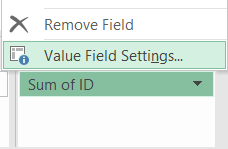 Remove Field
Value Field Settings...
Sum of ID